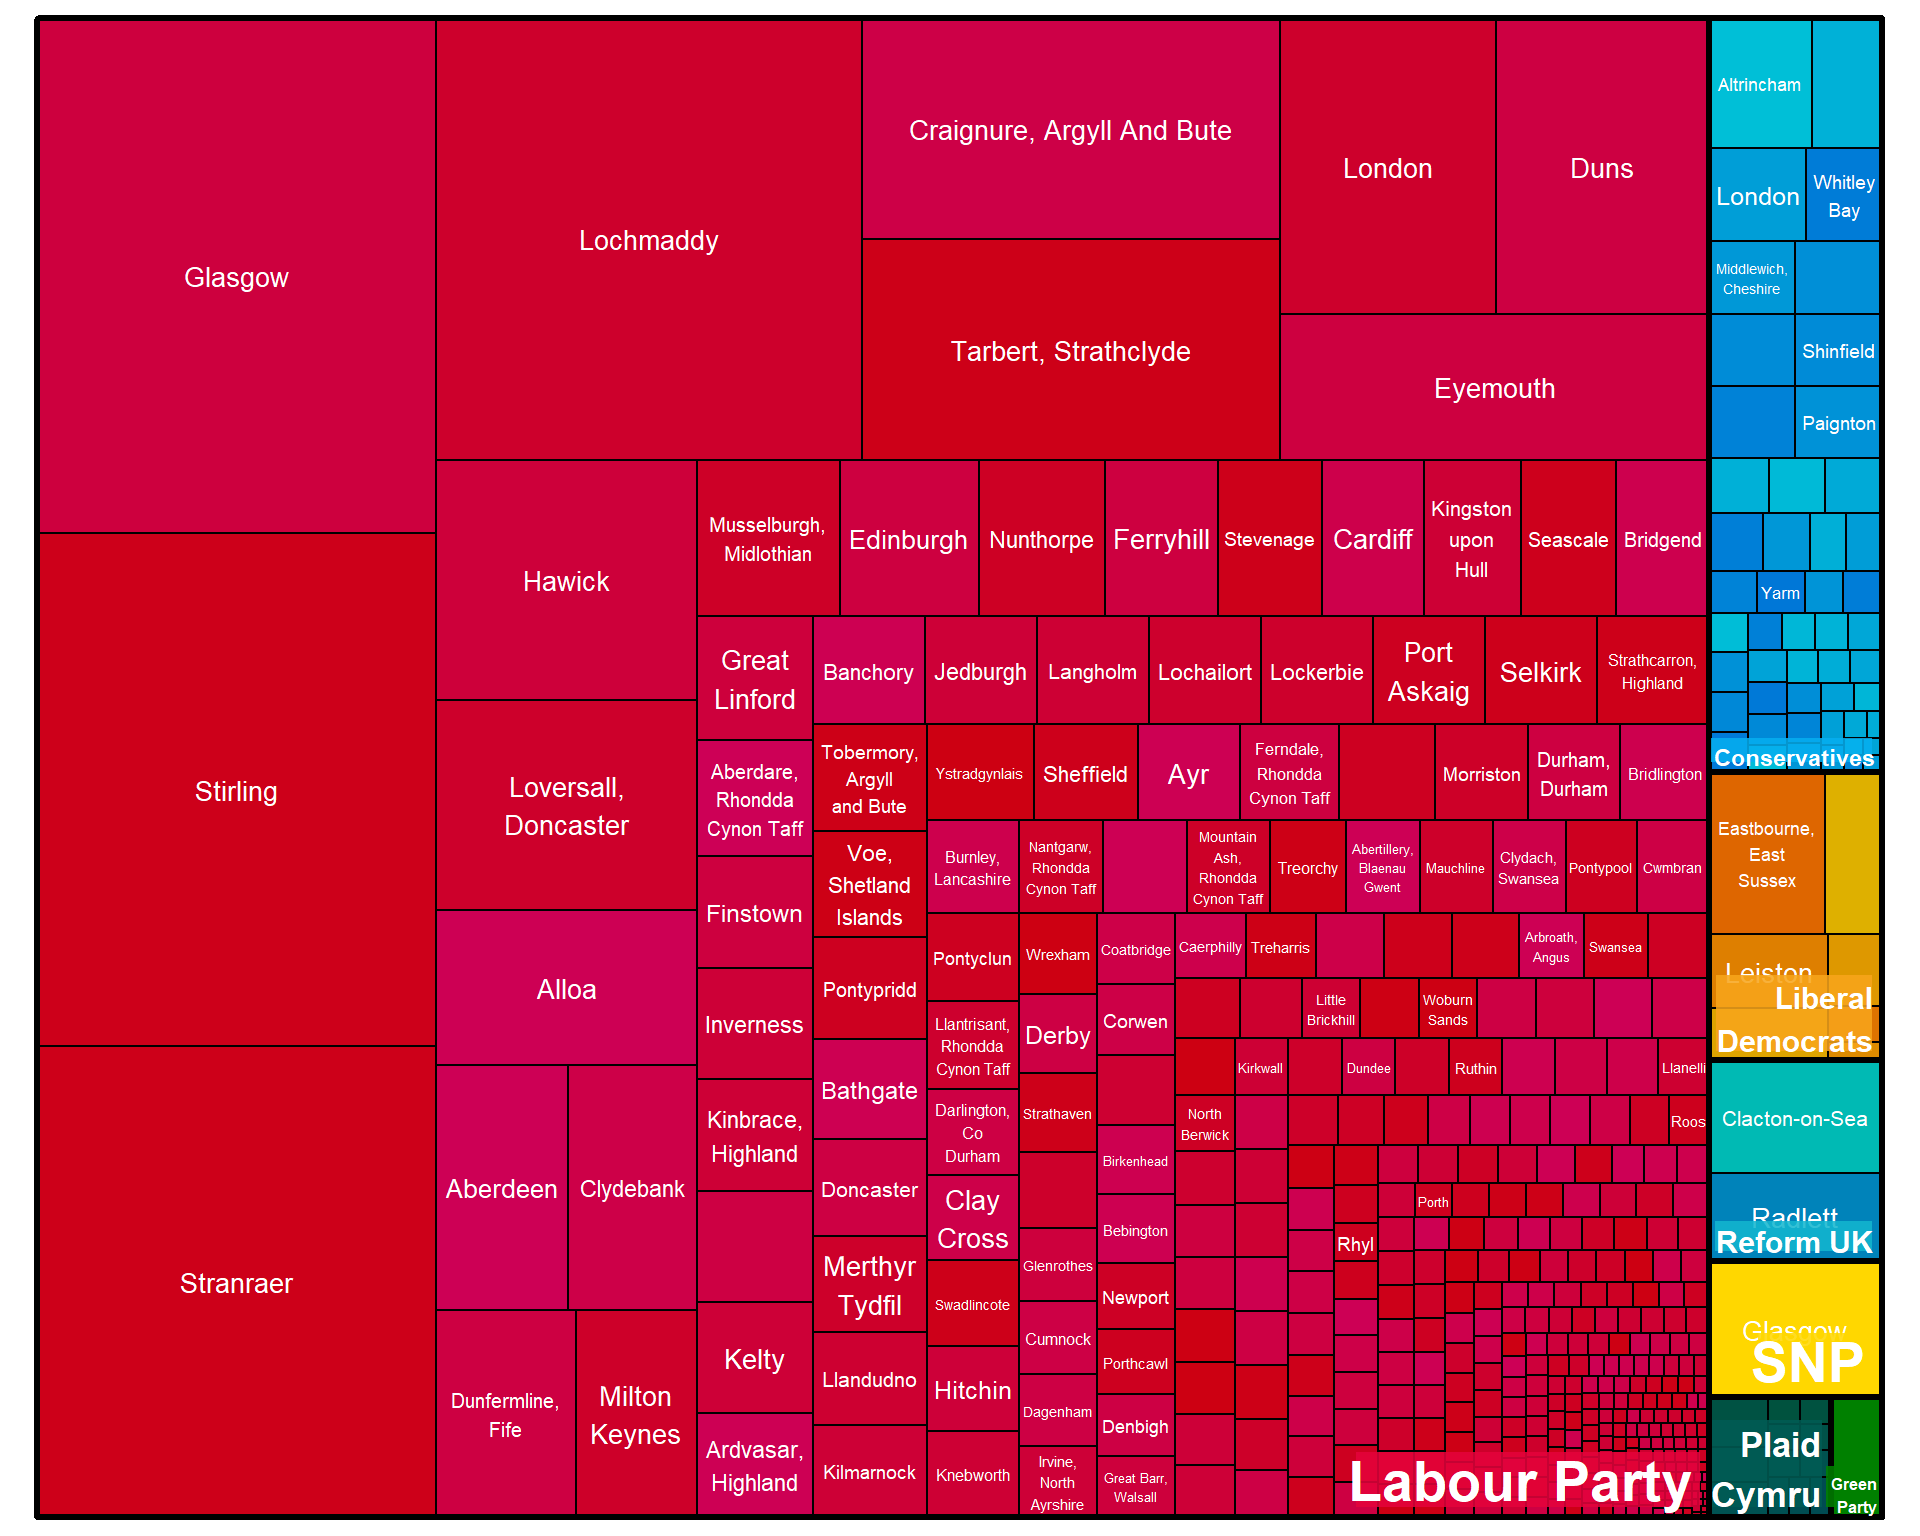 Glasgow
Stirling
Stranraer
Lochmaddy
Craignure, Argyll And Bute
Tarbert, Strathclyde
London
Duns
Eyemouth
Hawick
Loversall,
Doncaster
Alloa
Aberdeen
Clydebank
Dunfermline,
Fife
Milton
Keynes
Musselburgh,
Midlothian
Edinburgh
Nunthorpe
Ferryhill
Stevenage
Cardiff
Kingston
upon
Hull
Seascale
Bridgend
Great
Linford
Aberdare,
Rhondda
Cynon Taff
Finstown
Inverness
Kinbrace,
Highland
Kelty
Ardvasar,
Highland
Banchory
Jedburgh
Langholm
Lochailort
Lockerbie
Port
Askaig
Selkirk
Strathcarron,
Highland
Tobermory,
Argyll
and Bute
Voe,
Shetland
Islands
Pontypridd
Bathgate
Doncaster
Merthyr
Tydfil
Llandudno
Kilmarnock
Ystradgynlais
Sheffield
Ayr
Ferndale,
Rhondda
Cynon Taff
Morriston
Durham,
Durham
Bridlington
Burnley,
Lancashire
Nantgarw,
Rhondda
Cynon Taff
Mountain
Ash,
Rhondda
Cynon Taff
Treorchy
Abertillery,
Blaenau
Gwent
Mauchline
Clydach,
Swansea
Pontypool
Cwmbran
Pontyclun
Llantrisant,
Rhondda
Cynon Taff
Darlington,
Co
Durham
Clay
Cross
Swadlincote
Hitchin
Knebworth
Wrexham
Derby
Strathaven
Glenrothes
Cumnock
Dagenham
Irvine,
North
Ayrshire
Coatbridge
Corwen
Birkenhead
Bebington
Newport
Porthcawl
Denbigh
Great Barr,
Walsall
Caerphilly
Treharris
Arbroath,
Angus
Swansea
Little
Brickhill
Woburn
Sands
Kirkwall
Dundee
Ruthin
Llanelli
North
Berwick
Roos
Porth
Rhyl
Labour Party
Altrincham
London
Whitley
Bay
Middlewich,
Cheshire
Shinfield
Paignton
Yarm
Conservatives
Eastbourne,
East
Sussex
Leiston
Liberal
Democrats
Clacton-on-Sea
Radlett
Reform UK
Glasgow
SNP
Plaid
Cymru
Green
Party